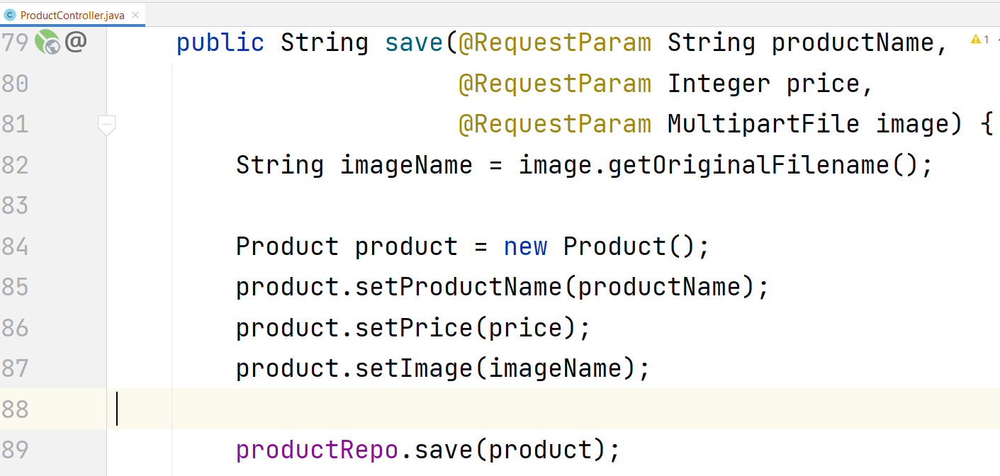 C ProductController.java ×
79 @ public String save(@RequestParam String productName, 1
80 @RequestParam Integer price,
81 @RequestParam MultipartFile image) {
82 String imageName = image.getOriginalFilename();
83
84 Product product = new Product();
85 product.setProductName(productName);
86 product.setPrice(price);
87 product.setImage(imageName);
88
89 productRepo.save(product);